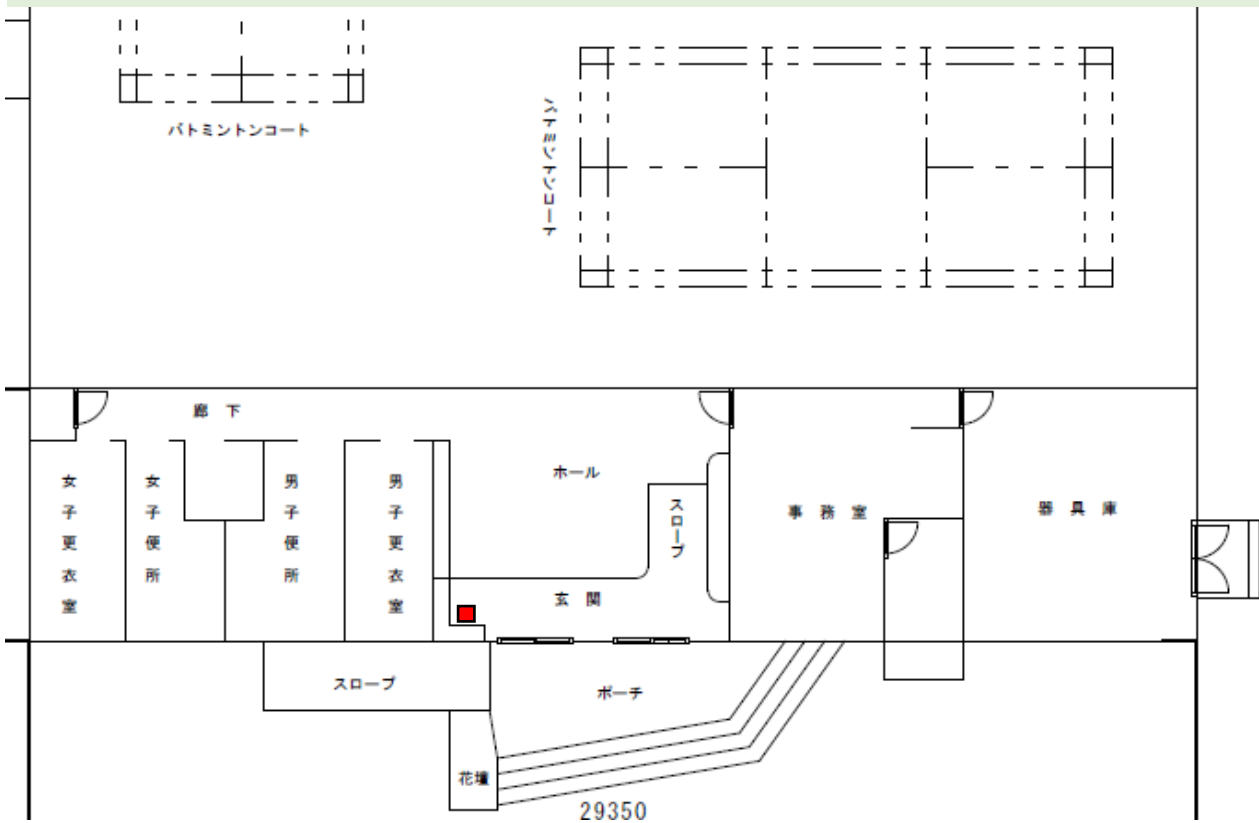 バトミントンコート
バトミントンコート
廊下
女子更衣室
女子便所
男子便所
男子更衣室
ホール
スロープ
事務室
器具庫
玄関
スロープ
ポーチ
花壇
29350